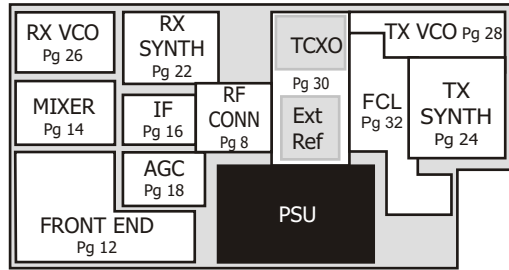 RX VCO
Pg 26
RX
SYNTH
Pg 22
TCXO
Pg 30
Ext
Ref
TX VCO Pg 28
MIXER
Pg 14
IF
Pg 16
RF
CONN
Pg 8
FCL
Pg 32
TX
SYNTH
Pg 24
AGC
Pg 18
FRONT END
Pg 12
PSU